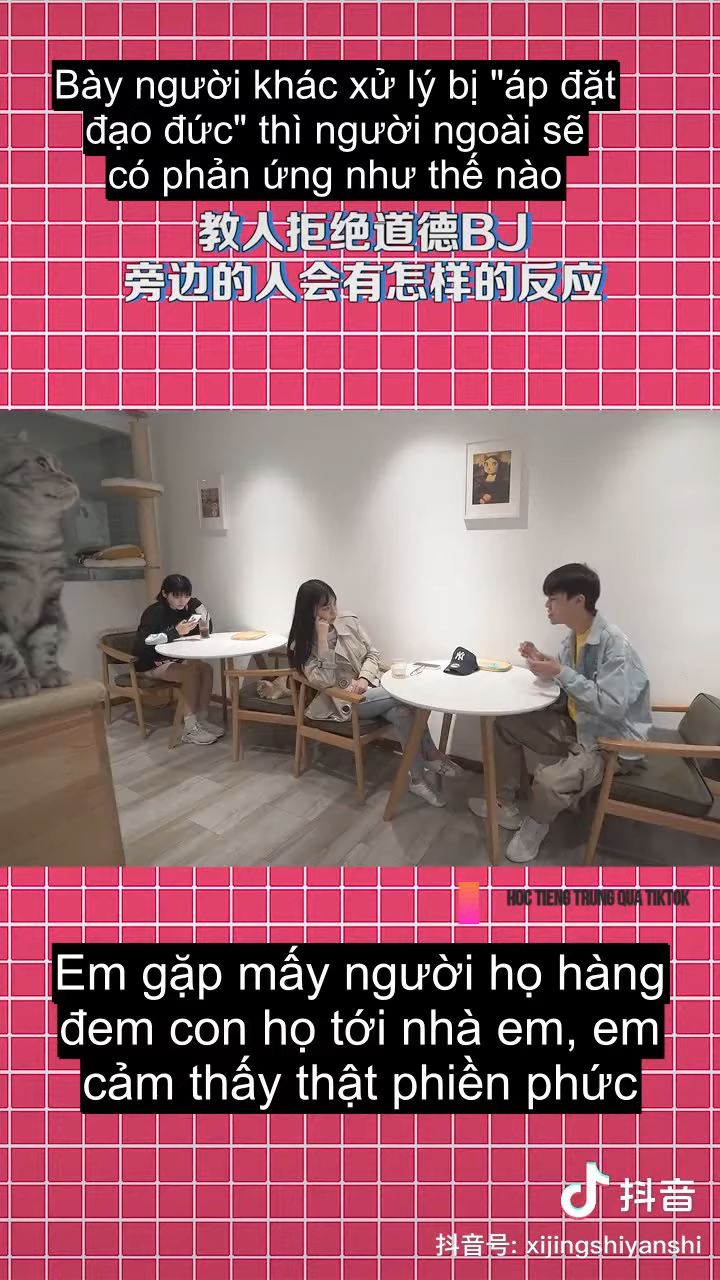 Bày người khác xử lý bị "áp đặt
đạo đức" thì người ngoài sẽ
có phản ứng như thế nào
教人拒绝道德BJ
旁边的人会有怎样的反应
HOC TIENG TRUNG QUA TIKTOK
Em gặp mấy người họ hàng
đem con họ tới nhà em, em
cảm thấy thật phiền phức
抖音
抖音号: xijingshiyanshi